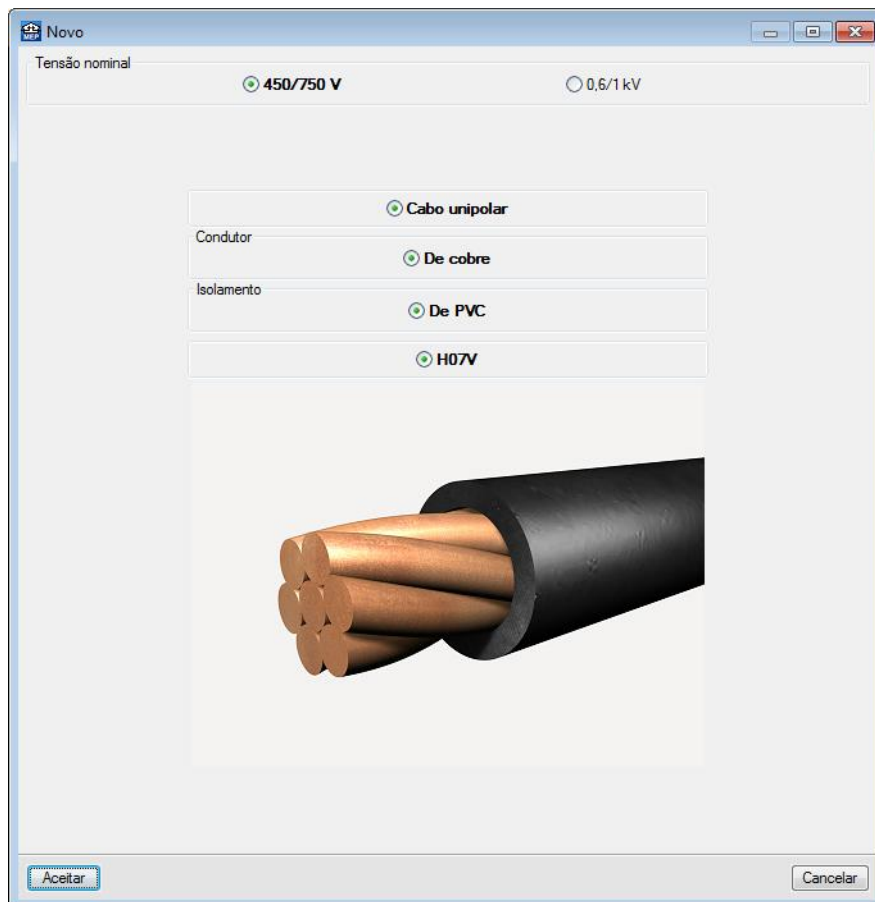 MEP Novo
Tensão nominal
450/750 V 0,6/1 kV
Cabo unipolar
Condutor
De cobre
Isolamento
De PVC
H07V
Aceitar Cancelar